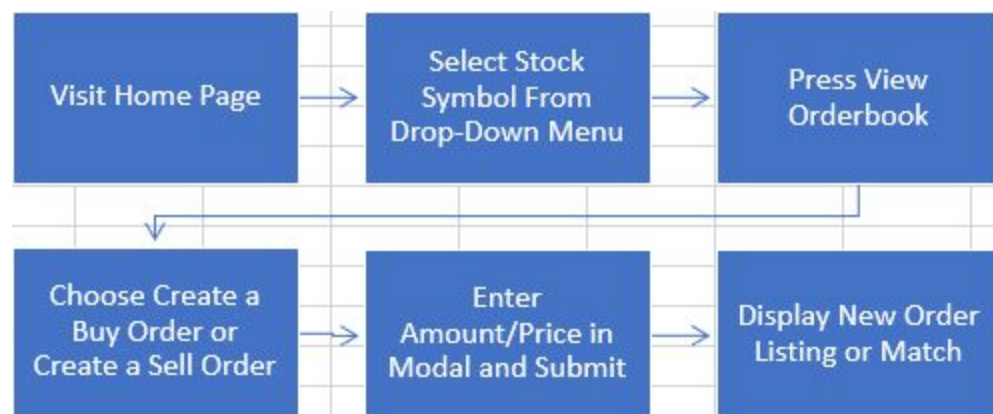 Visit Home Page
Select Stock
Symbol From
Drop-Down Menu
Press View
Orderbook
Choose Create a
Buy Order or
Create a Sell Order
Enter
Amount/Price in
Modal and Submit
Display New Order
Listing or Match